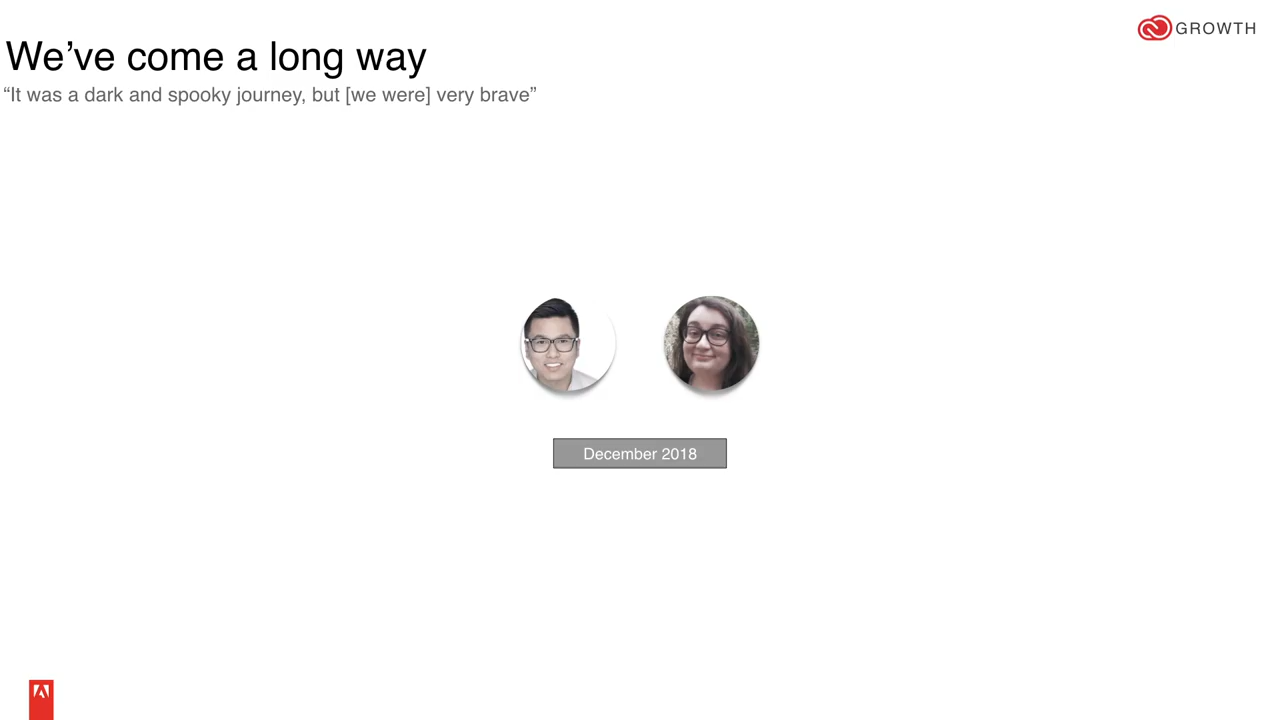 GROWTH
We’ve come a long way
“It was a dark and spooky journey, but [we were] very brave”
December 2018